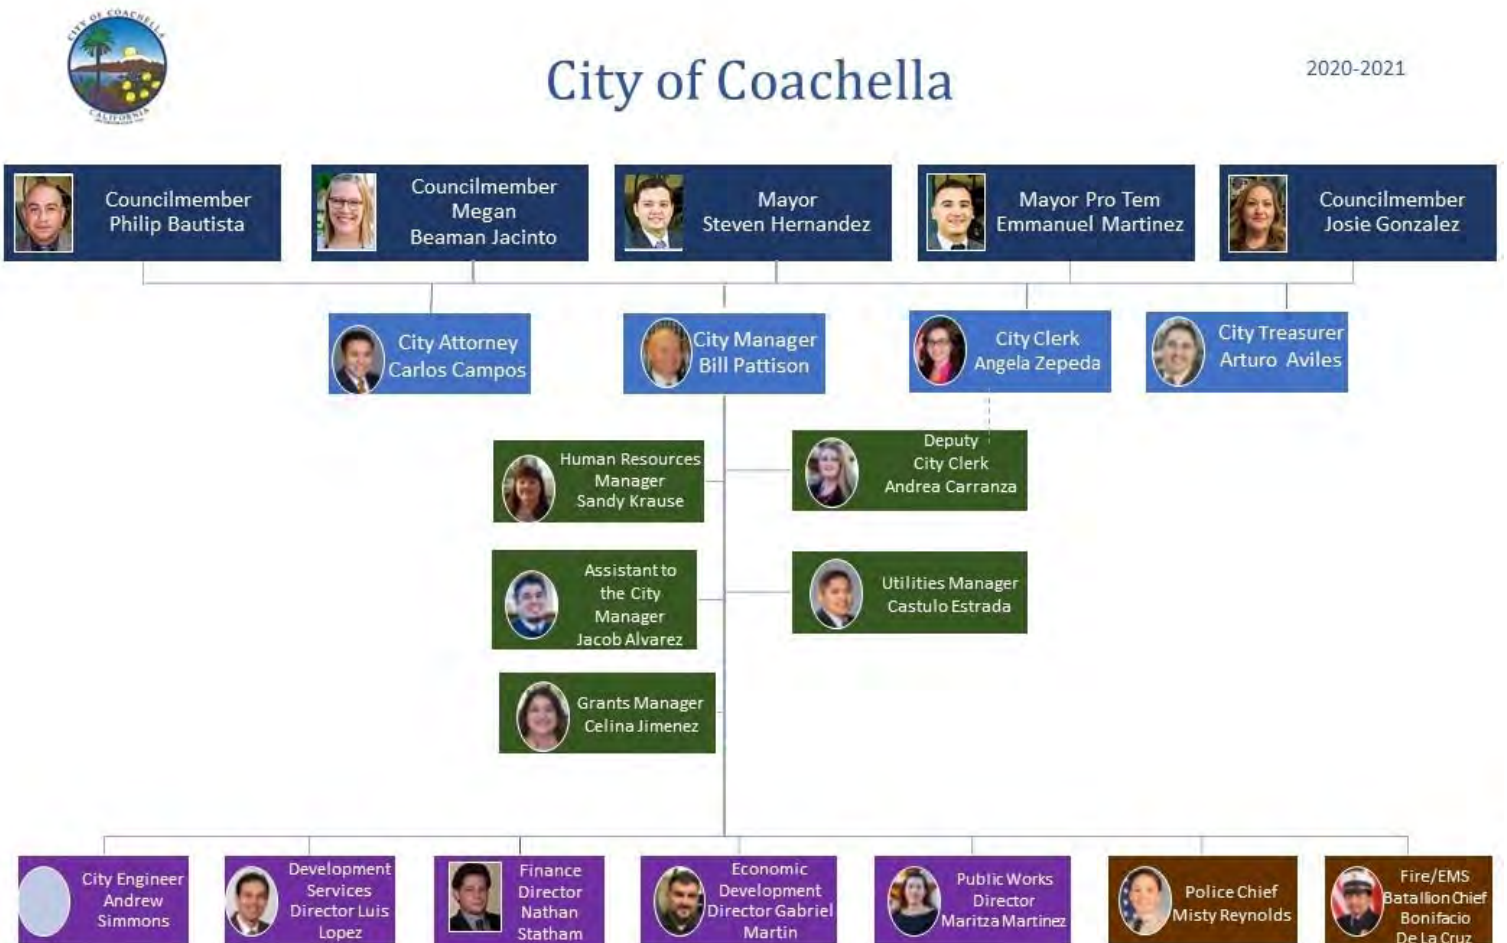 CITY OF COACHELLA
CALIFORNIA
City of Coachella
2020-2021
Councilmember
Philip Bautista
Councilmember
Megan
Beaman Jacinto
Mayor
Steven Hernandez
Mayor Pro Tem
Emmanuel Martinez
Councilmember
Josie Gonzalez
City Attorney
Carlos Campos
City Manager
Bill Pattison
City Clerk
Angela Zepeda
City Treasurer
Arturo Aviles
Human Resources
Manager
Sandy Krause
Deputy
City Clerk
Andrea Carranza
Assistant to
the City
Manager
Jacob Alvarez
Utilities Manager
Castulo Estrada
Grants Manager
Celina Jimenez
City Engineer
Andrew
Simmons
Development
Services
Director Luis
Lopez
Finance
Director
Nathan
Statham
Economic
Development
Director Gabriel
Martin
Public Works
Director
Maritza Martinez
Police Chief
Misty Reynolds
Fire/EMS
Batallion Chief
Bonifacio
De La Cruz